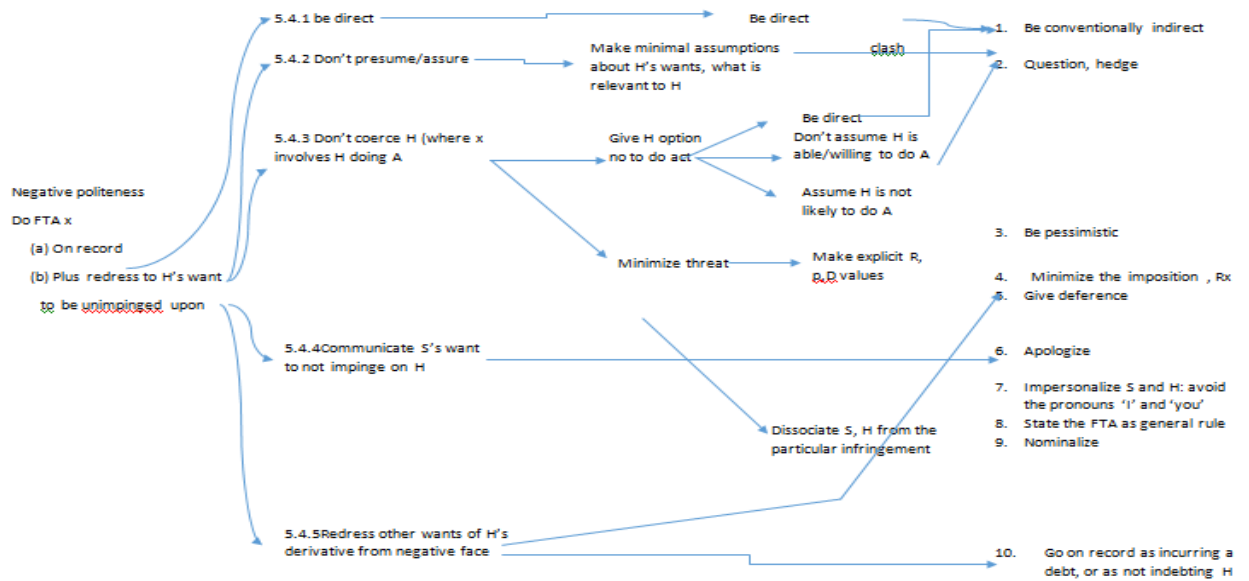 Negative politeness
Do FTA x
(a) On record
(b) Plus redress to H's want
to be unimpinged upon
5.4.1 be direct
5.4.2 Don't presume/assure
5.4.3 Don't coerce H (where x
involves H doing A
5.4.4Communicate S's want
to not impinge on H
5.4.5Redress other wants of H's
derivative from negative face
Be direct
Make minimal assumptions
about H's wants, what is
relevant to H
clash
Give H option
no to do act
Be direct
Don't assume H is
able/willing to do A
Assume H is not
likely to do A
Minimize threat
Make explicit R,
p,D values
Dissociate S, H from the
particular infringement
1. Be conventionally indirect
2. Question, hedge
3. Be pessimistic
4. Minimize the imposition , Rx
5. Give deference
6. Apologize
7. Impersonalize S and H: avoid
the pronouns 'I' and 'you'
8. State the FTA as general rule
9. Nominalize
10. Go on record as incurring a
debt, or as not indebting H